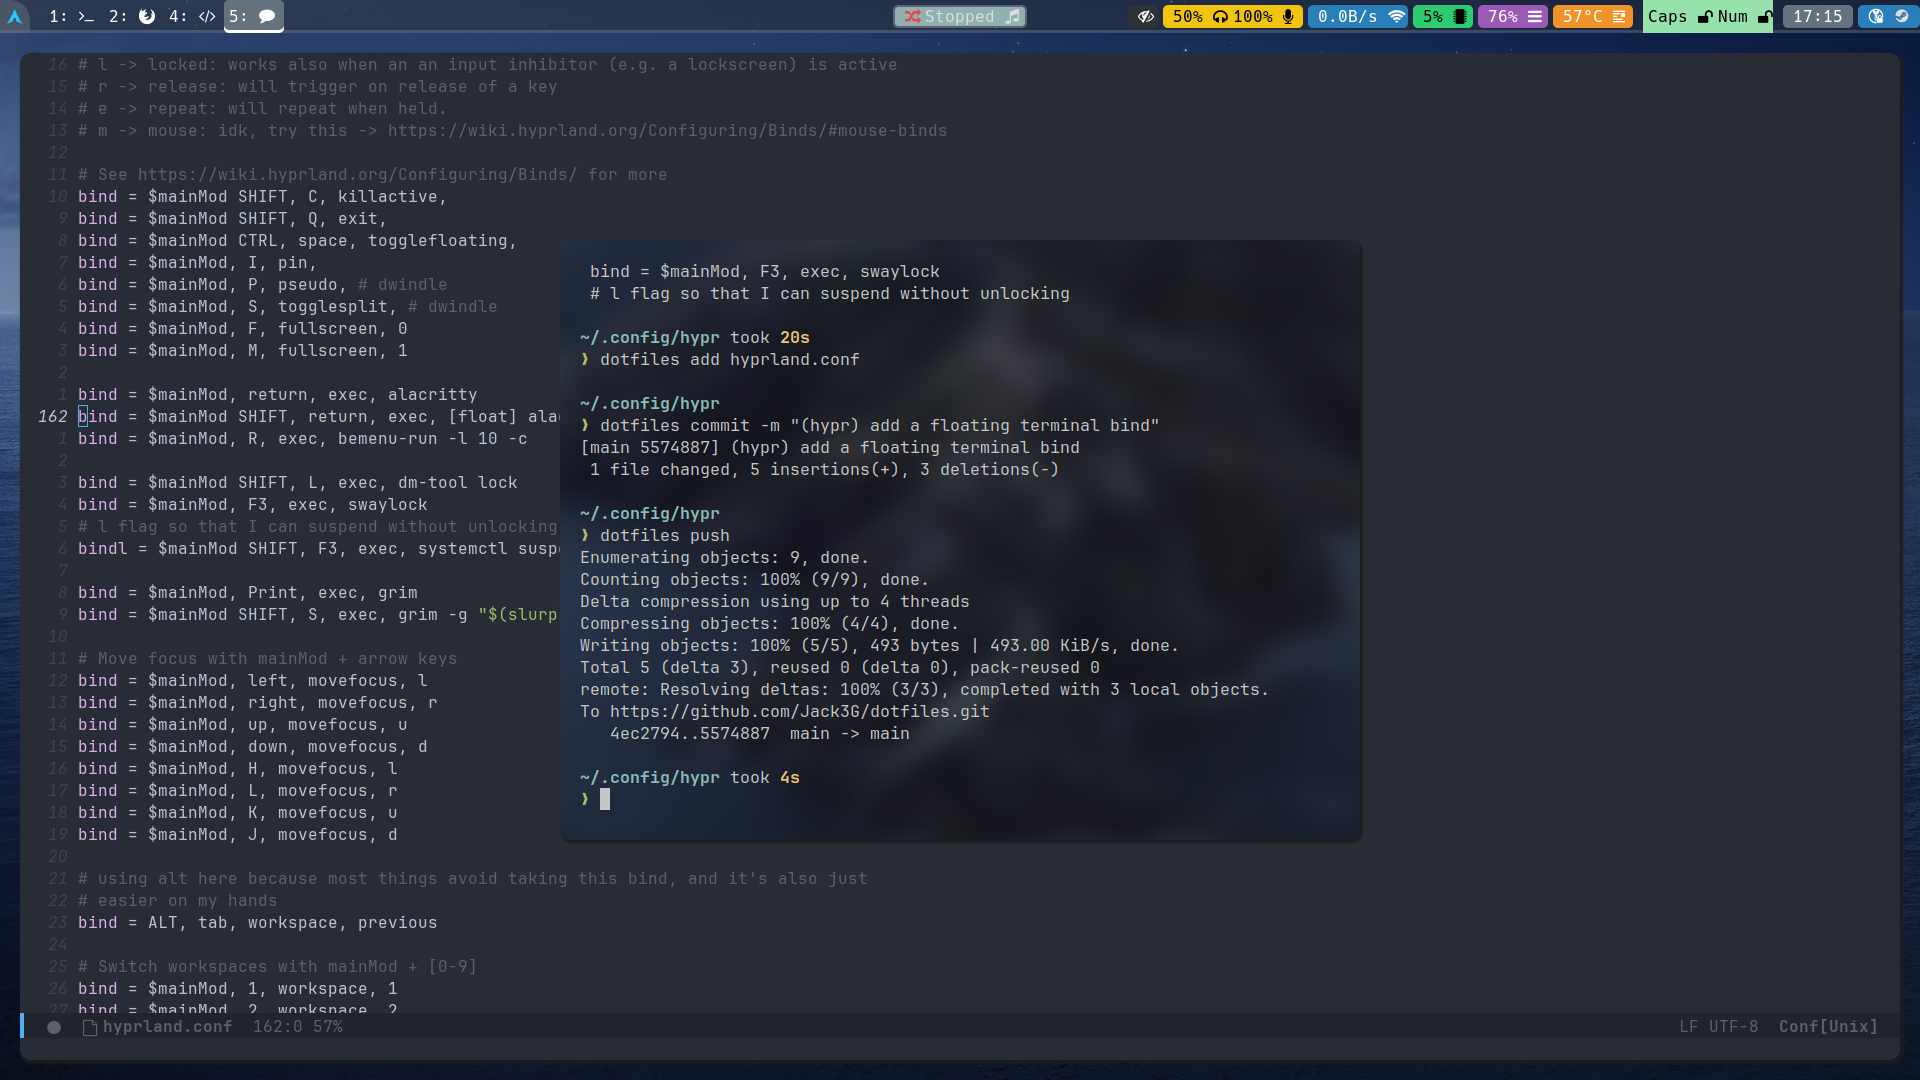 1: 2: 4: </> 5: Stopped 50% 100% 0.0B/s 5% 76% 57°C Caps Num 17:15
16 # l -> locked: works also when an an input inhibitor (e.g. a lockscreen) is active
15 # r -> release: will trigger on release of a key
14 # e -> repeat: will repeat when held.
13 # m -> mouse: idk, try this -> https://wiki.hyprland.org/Configuring/Binds/#mouse-binds
12
11 # See https://wiki.hyprland.org/Configuring/Binds/ for more
10 bind = $mainMod SHIFT, C, killactive,
9 bind = $mainMod SHIFT, Q, exit,
8 bind = $mainMod CTRL, space, togglefloating,
7 bind = $mainMod, I, pin,
6 bind = $mainMod, P, pseudo, # dwindle
5 bind = $mainMod, S, togglesplit, # dwindle
4 bind = $mainMod, F, fullscreen, 0
3 bind = $mainMod, M, fullscreen, 1
2
1 bind = $mainMod, return, exec, alacritty
162 bind = $mainMod SHIFT, return, exec, [float] ala
1 bind = $mainMod, R, exec, bemenu-run -l 10 -c
2
3 bind = $mainMod SHIFT, L, exec, dm-tool lock
4 bind = $mainMod, F3, exec, swaylock
5 # l flag so that I can suspend without unlocking
6 bindl = $mainMod SHIFT, F3, exec, systemctl susp
7
8 bind = $mainMod, Print, exec, grim
9 bind = $mainMod SHIFT, S, exec, grim -g "$(slurp
10
11 # Move focus with mainMod + arrow keys
12 bind = $mainMod, left, movefocus, l
13 bind = $mainMod, right, movefocus, r
14 bind = $mainMod, up, movefocus, u
15 bind = $mainMod, down, movefocus, d
16 bind = $mainMod, H, movefocus, l
17 bind = $mainMod, L, movefocus, r
18 bind = $mainMod, K, movefocus, u
19 bind = $mainMod, J, movefocus, d
20
21 # using alt here because most things avoid taking this bind, and it's also just
22 # easier on my hands
23 bind = ALT, tab, workspace, previous
24
25 # Switch workspaces with mainMod + [0-9]
26 bind = $mainMod, 1, workspace, 1
27 bind = $mainMod, 2, workspace, 2
hyprland.conf 162:0 57% LF UTF-8 Conf[Unix]
bind = $mainMod, F3, exec, swaylock
# l flag so that I can suspend without unlocking
~/.config/hypr took 20s
❯ dotfiles add hyprland.conf
~/.config/hypr
❯ dotfiles commit -m "(hypr) add a floating terminal bind"
[main 5574887] (hypr) add a floating terminal bind
1 file changed, 5 insertions(+), 3 deletions(-)
~/.config/hypr
❯ dotfiles push
Enumerating objects: 9, done.
Counting objects: 100% (9/9), done.
Delta compression using up to 4 threads
Compressing objects: 100% (4/4), done.
Writing objects: 100% (5/5), 493 bytes | 493.00 KiB/s, done.
Total 5 (delta 3), reused 0 (delta 0), pack-reused 0
remote: Resolving deltas: 100% (3/3), completed with 3 local objects.
To https://github.com/Jack3G/dotfiles.git
4ec2794..5574887 main -> main
~/.config/hypr took 4s
❯